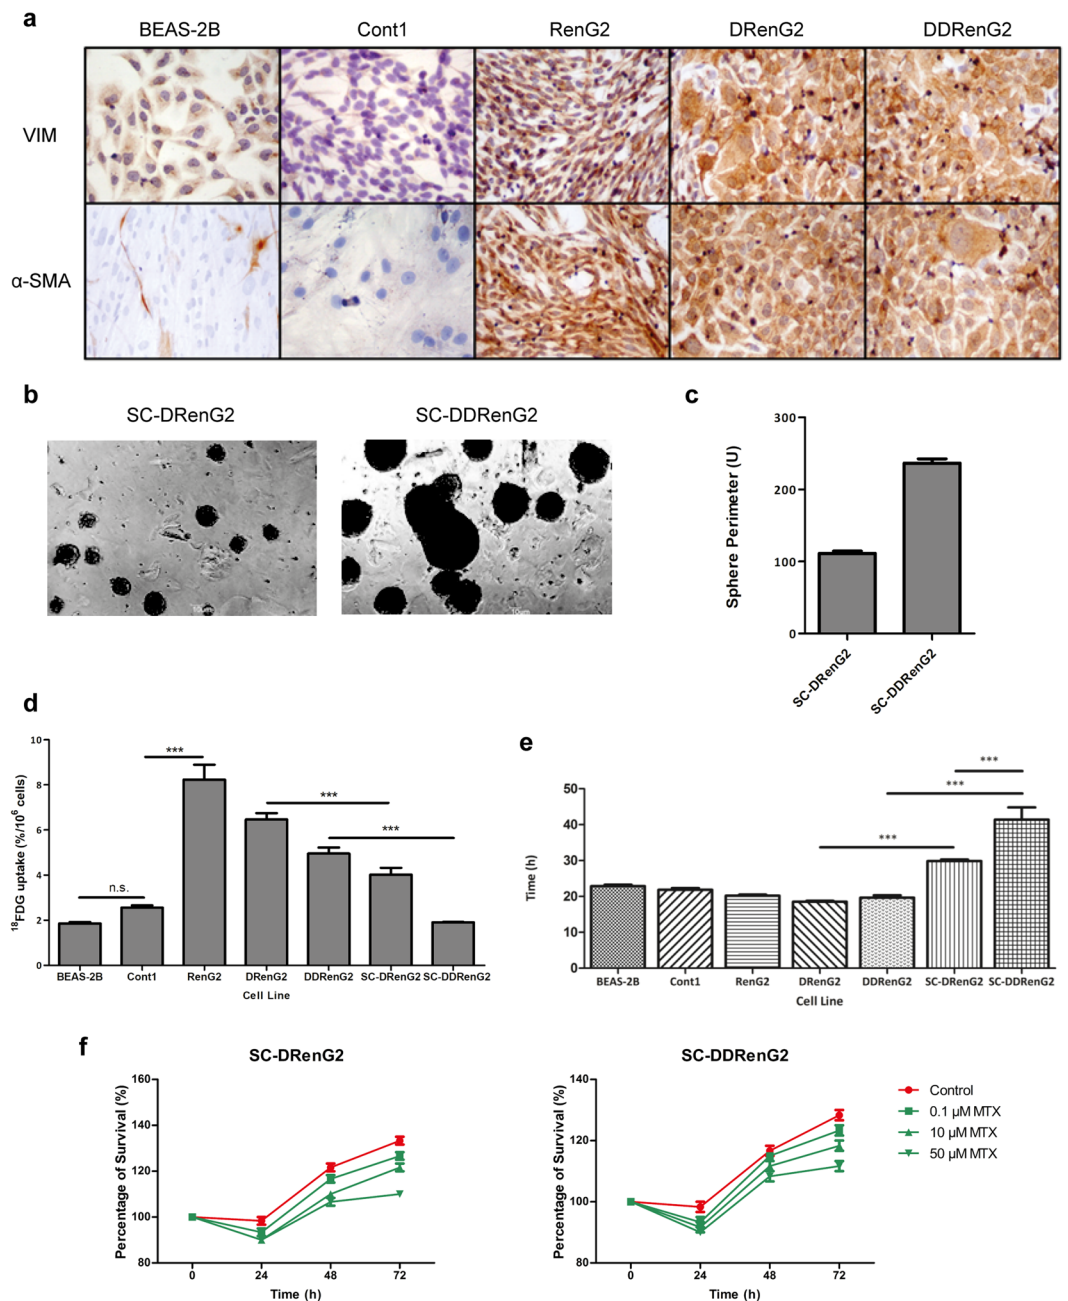 a
BEAS-2B Cont1 RenG2 DRenG2 DDRenG2
VIM
α-SMA
b
SC-DRenG2 SC-DDRenG2
10µm
c
Sphere Perimeter (U)
300
200
100
0
SC-DRenG2 SC-DDRenG2
d
¹⁸FDG uptake (%/10⁶ cells)
10
8
6
4
2
0
n.s.
***
***
***
BEAS-2B Cont1 RenG2 DRenG2 DDRenG2 SC-DRenG2 SC-DDRenG2
Cell Line
e
Time (h)
50
40
30
20
10
0
***
***
***
BEAS-2B Cont1 RenG2 DRenG2 DDRenG2 SC-DRenG2 SC-DDRenG2
Cell Line
f
SC-DRenG2
Percentage of Survival (%)
160
140
120
100
80
0 24 48 72
Time (h)
SC-DDRenG2
Percentage of Survival (%)
140
120
100
80
0 24 48 72
Time (h)
Control
0.1 µM MTX
10 µM MTX
50 µM MTX